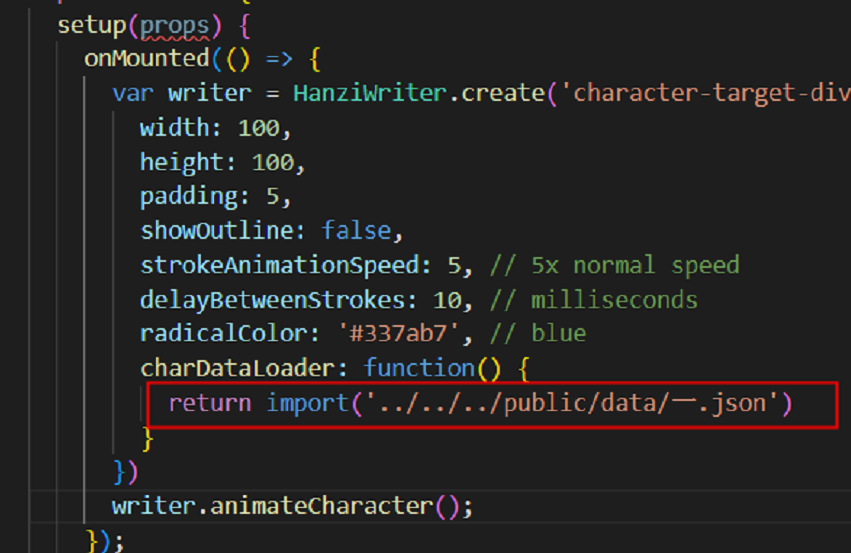 setup(props) {
onMounted(() => {
var writer = HanziWriter.create('character-target-div
width: 100,
height: 100,
padding: 5,
showOutline: false,
strokeAnimationSpeed: 5, // 5x normal speed
delayBetweenStrokes: 10, // milliseconds
radicalColor: '#337ab7', // blue
charDataLoader: function() {
return import('../../../public/data/一.json')
}
})
writer.animateCharacter();
});